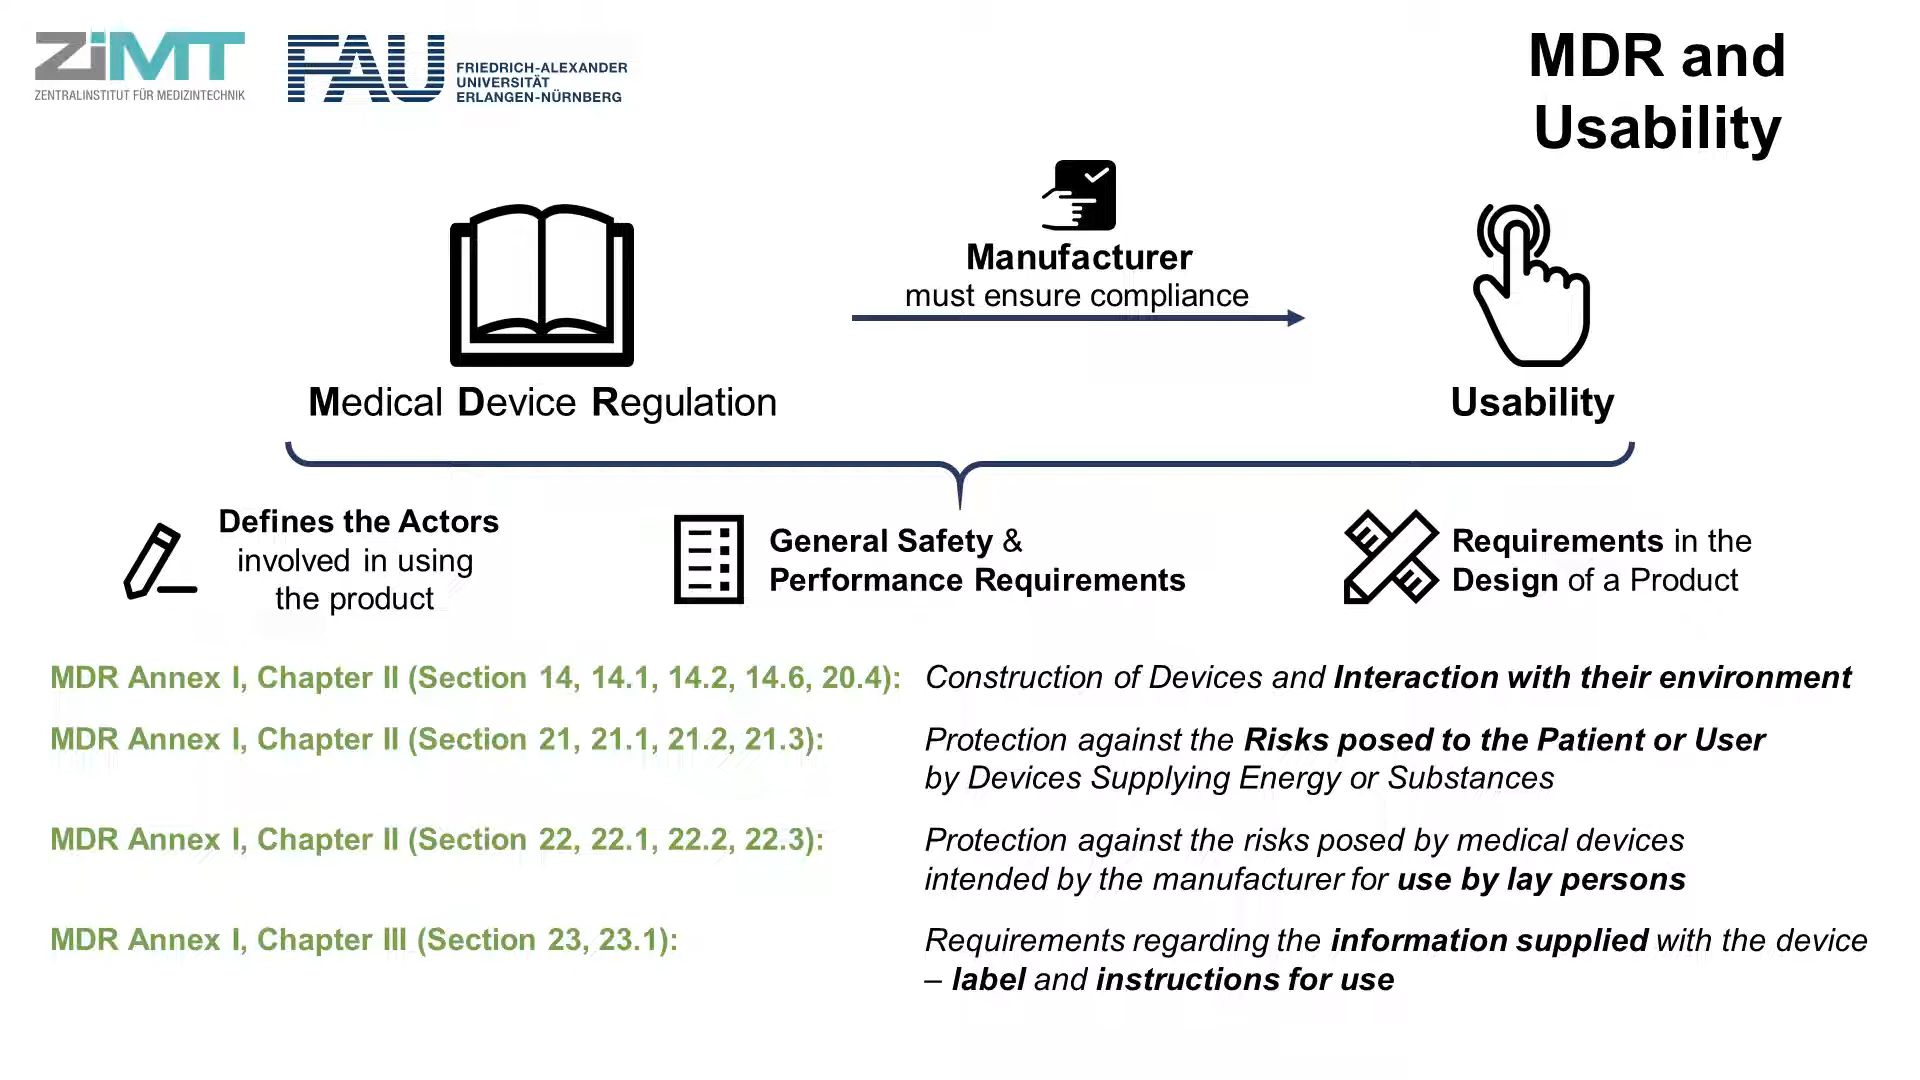 ZiMT
ZENTRALINSTITUT FÜR MEDIZINTECHNIK
FAU
FRIEDRICH-ALEXANDER
UNIVERSITÄT
ERLANGEN-NÜRNBERG
MDR and
Usability
Manufacturer
must ensure compliance
Medical Device Regulation
Usability
Defines the Actors
involved in using
the product
General Safety &
Performance Requirements
Requirements in the
Design of a Product
MDR Annex I, Chapter II (Section 14, 14.1, 14.2, 14.6, 20.4): Construction of Devices and Interaction with their environment
MDR Annex I, Chapter II (Section 21, 21.1, 21.2, 21.3): Protection against the Risks posed to the Patient or User
by Devices Supplying Energy or Substances
MDR Annex I, Chapter II (Section 22, 22.1, 22.2, 22.3): Protection against the risks posed by medical devices
intended by the manufacturer for use by lay persons
MDR Annex I, Chapter III (Section 23, 23.1): Requirements regarding the information supplied with the device
– label and instructions for use